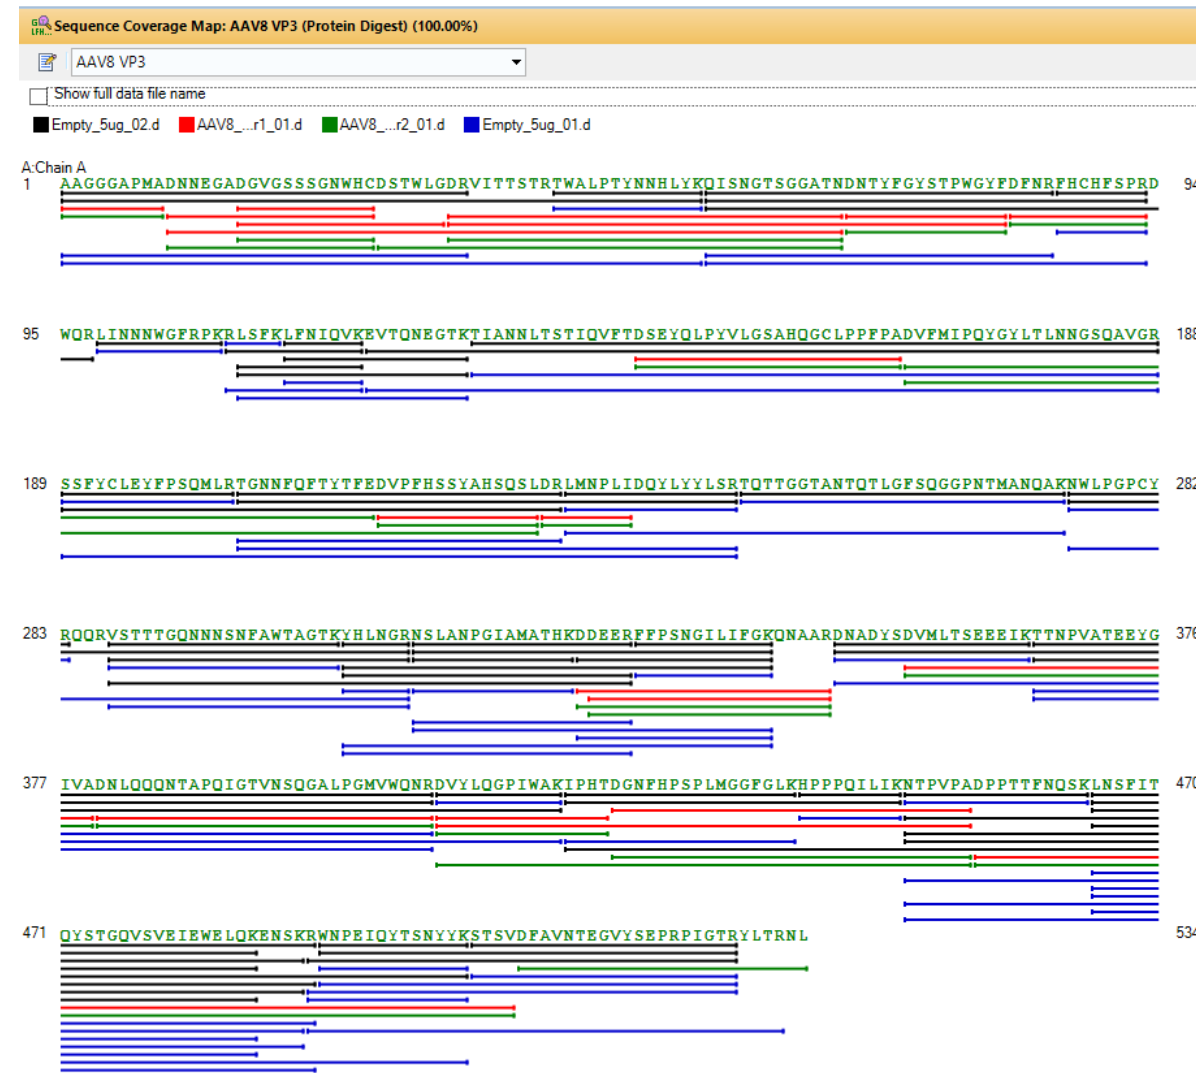 Sequence Coverage Map: AAV8 VP3 (Protein Digest) (100.00%)
AAV8 VP3
Show full data file name
Empty_5ug_02.d AAV8_...r1_01.d AAV8_...r2_01.d Empty_5ug_01.d
A:Chain A
1 AAGGGAPMADNNEGADGVGSSSGNWHCDSTWLGDRVITTSTRTWALPTYNNHLYKQISNGTSGGATNDNTYFGYSTPWGYFDFNRFHCHFSPRD 94
95 WQRLINNNWGFRPKRLSFKLFNIQVKEVTQNEGTKTIANNLTSTIQVFTDSEYQLPYVLGSAHQGCLPPFPADVFMIPQYGYLTLNNGSQAVGR 188
189 SSFYCLEYFPSQMLRTGNNFQFTYTFEDVPFHSSYAHSQSLDRLMNPLIDQYLYYLSRTQTTGGTANTQTLGFSQGGPNTMANQAKNWLPGPCY 282
283 RQQRVSTTTGQNNNSNFAWTAGTKYHLNGRNSLANPGIAMATHKDDEERFFPSNGILIFGKQNAARDNADYSDVMLTSEEEIKTTNPVATEEYG 376
377 IVADNLQQQNTAPQIGTVNSQGALPGMVWQNRDVYLQGPIWAKIPHTDGNFHPSPLMGGFGLKHPPPQILIKNTPVPADPPTTFNQSKLNSFIT 470
471 QYSTGQVSVEIEWELQKENSKRWNPEIQYTSNYYKSTSVDFAVNTEGVYSEPRPIGTRYLTRNL 534